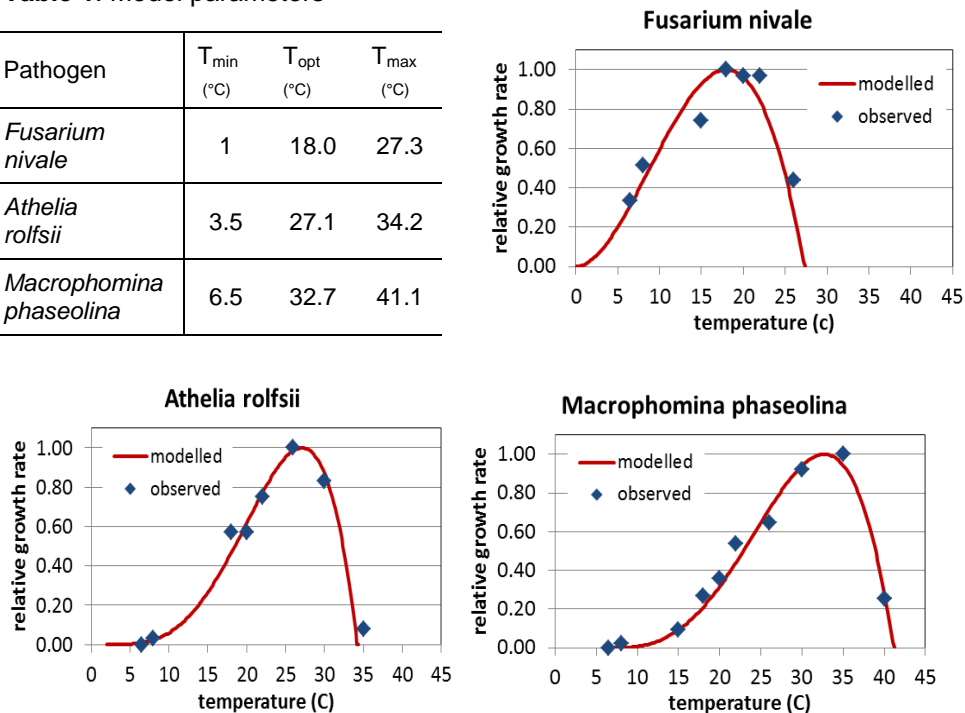 Table 1. Model parameters
Pathogen Tmin (°C) Topt (°C) Tmax (°C)
Fusarium nivale 1 18.0 27.3
Athelia rolfsii 3.5 27.1 34.2
Macrophomina phaseolina 6.5 32.7 41.1
Fusarium nivale
relative growth rate
1.00
0.80
0.60
0.40
0.20
0.00
modelled
observed
0 5 10 15 20 25 30 35 40 45
temperature (c)
Athelia rolfsii
relative growth rate
1.00
0.80
0.60
0.40
0.20
0.00
modelled
observed
0 5 10 15 20 25 30 35 40 45
temperature (C)
Macrophomina phaseolina
relative growth rate
1.00
0.80
0.60
0.40
0.20
0.00
modelled
observed
0 5 10 15 20 25 30 35 40 45
temperature (C)